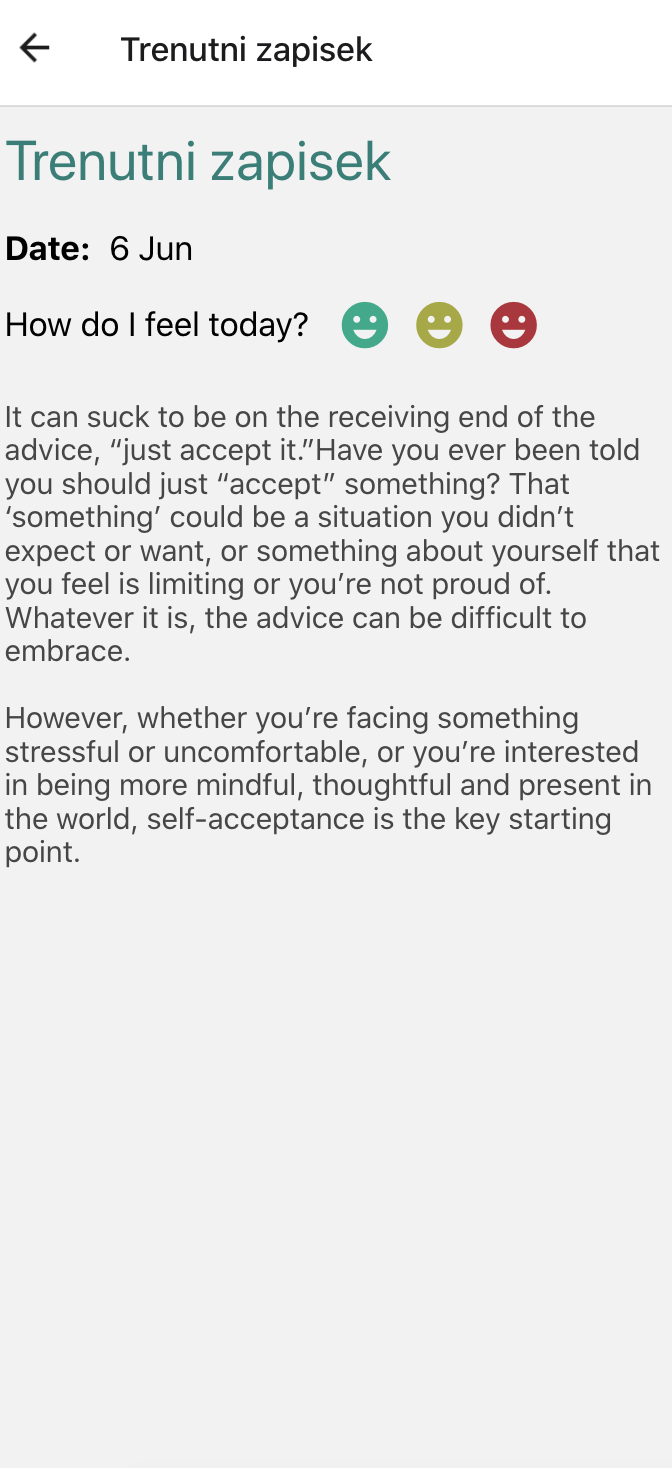 Trenutni zapisek
Trenutni zapisek
Date: 6 Jun
How do I feel today?
It can suck to be on the receiving end of the
advice, “just accept it.”Have you ever been told
you should just “accept” something? That
‘something’ could be a situation you didn’t
expect or want, or something about yourself that
you feel is limiting or you’re not proud of.
Whatever it is, the advice can be difficult to
embrace.
However, whether you’re facing something
stressful or uncomfortable, or you’re interested
in being more mindful, thoughtful and present in
the world, self-acceptance is the key starting
point.